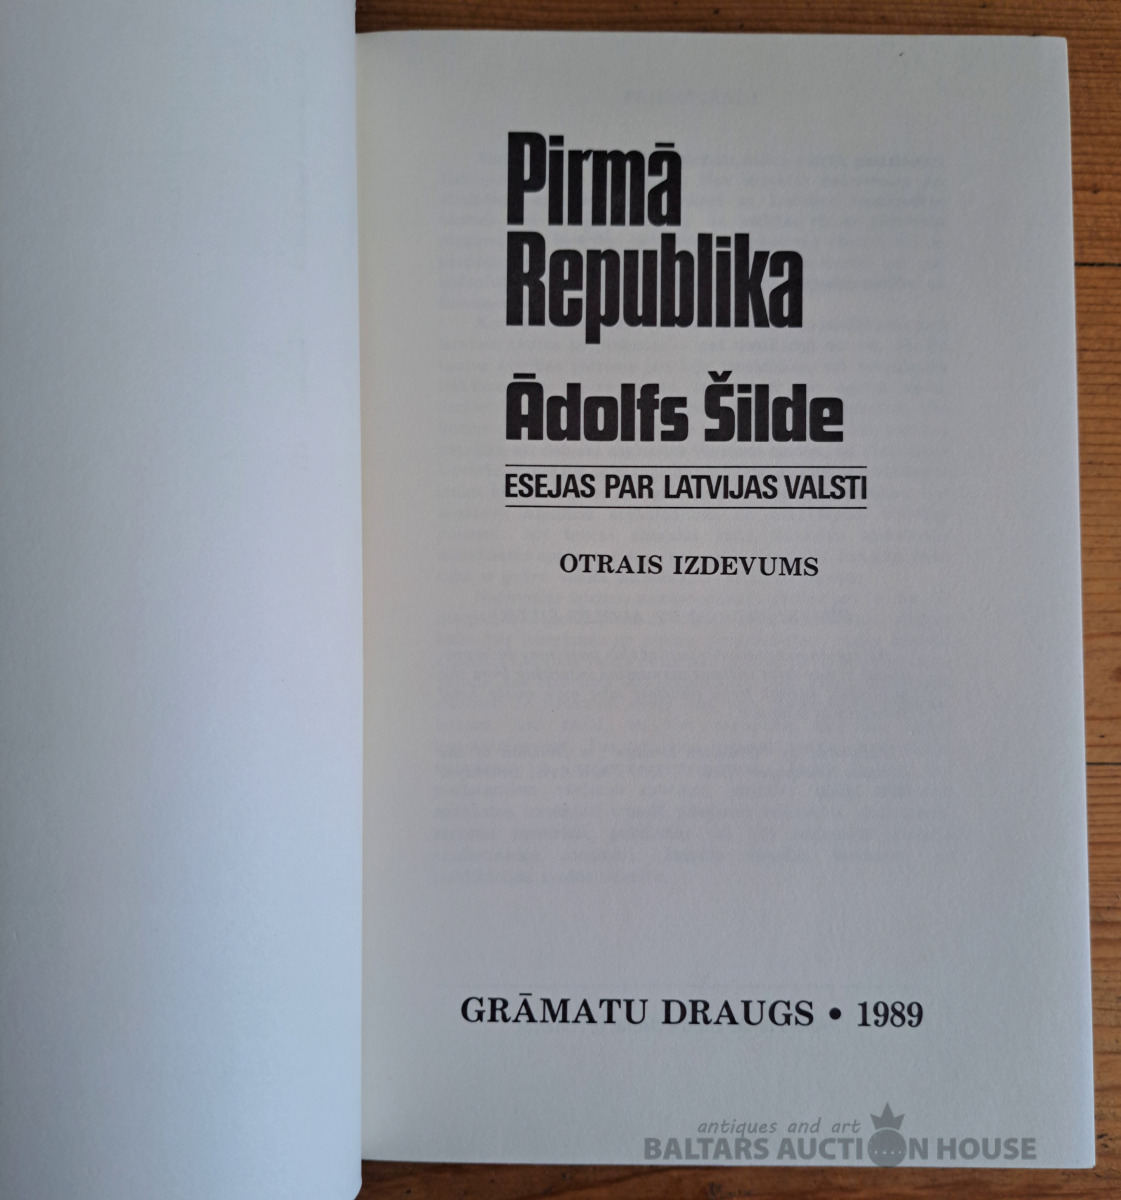 Pirmā
Republika
Ādolfs Šilde
ESEJAS PAR LATVIJAS VALSTI
OTRAIS IZDEVUMS
GRĀMATU DRAUGS • 1989
antiques and art
BALTARS AUCTION HOUSE